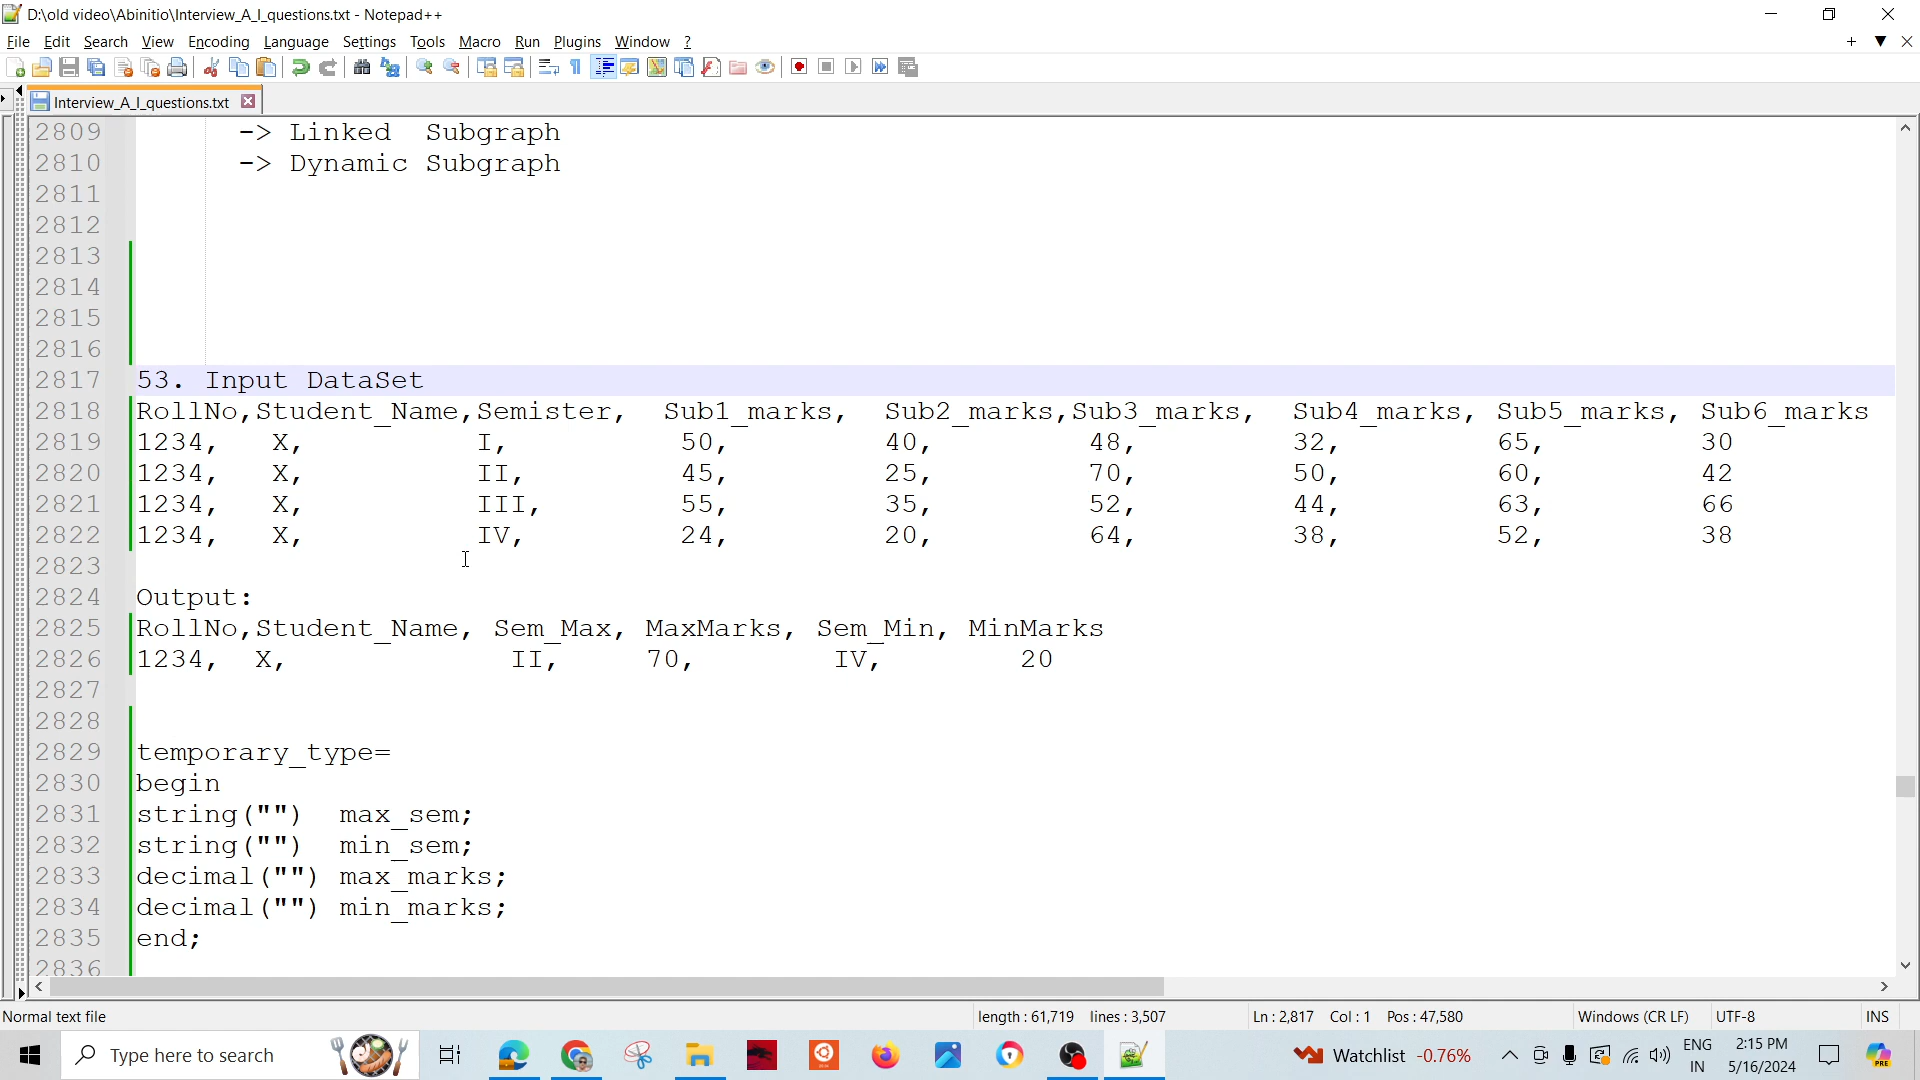 D:\old video\Abinitio\Interview_A_I_questions.txt - Notepad++
File Edit Search View Encoding Language Settings Tools Macro Run Plugins Window ?
Interview_A_I_questions.txt
2809 -> Linked  Subgraph
2810 -> Dynamic Subgraph
2811
2812
2813
2814
2815
2816
2817 53. Input DataSet
2818 RollNo,Student_Name,Semister,  Sub1_marks,  Sub2_marks,Sub3_marks,  Sub4_marks, Sub5_marks, Sub6_marks
2819 1234,   X,          I,          50,         40,         48,         32,         65,         30
2820 1234,   X,          II,         45,         25,         70,         50,         60,         42
2821 1234,   X,          III,        55,         35,         52,         44,         63,         66
2822 1234,   X,          IV,         24,         20,         64,         38,         52,         38
2823
2824 Output:
2825 RollNo,Student_Name, Sem_Max, MaxMarks, Sem_Min, MinMarks
2826 1234,  X,             II,     70,        IV,        20
2827
2828
2829 temporary_type=
2830 begin
2831 string("")  max_sem;
2832 string("")  min_sem;
2833 decimal("") max_marks;
2834 decimal("") min_marks;
2835 end;
2836
Normal text file length : 61,719 lines : 3,507 Ln : 2,817 Col : 1 Pos : 47,580 Windows (CR LF) UTF-8 INS
Type here to search Watchlist -0.76% ENG IN 2:15 PM 5/16/2024